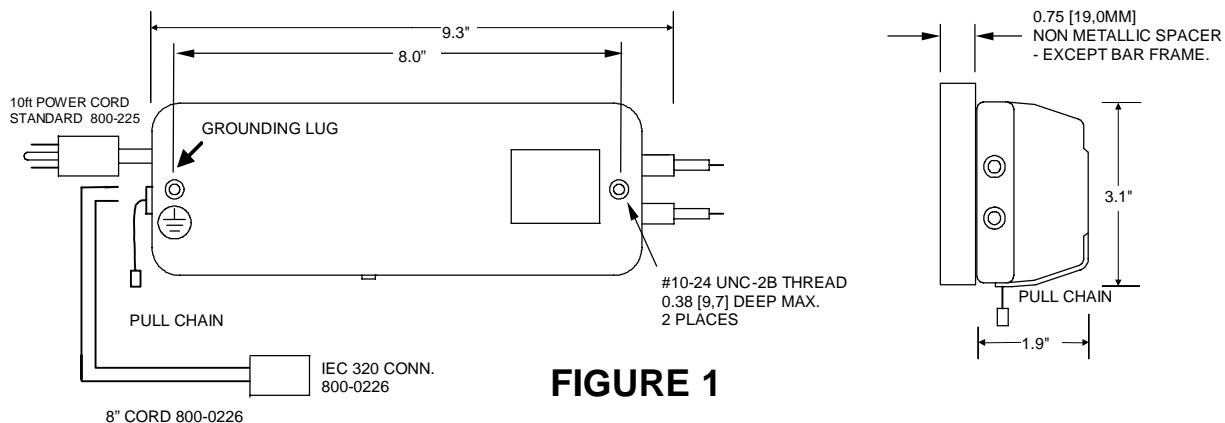 9.3"
8.0"
10ft POWER CORD
STANDARD 800-225
GROUNDING LUG
PULL CHAIN
IEC 320 CONN.
800-0226
8" CORD 800-0226
#10-24 UNC-2B THREAD
0.38 [9,7] DEEP MAX.
2 PLACES
FIGURE 1
0.75 [19,0MM]
NON METALLIC SPACER
- EXCEPT BAR FRAME.
3.1"
PULL CHAIN
1.9"